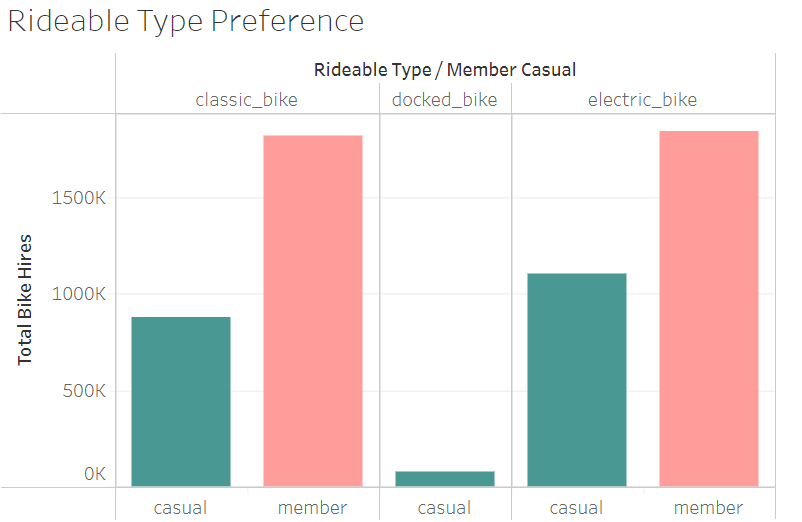 Rideable Type Preference
Rideable Type / Member Casual
classic_bike docked_bike electric_bike
Total Bike Hires
1500K
1000K
500K
0K
casual member casual casual member